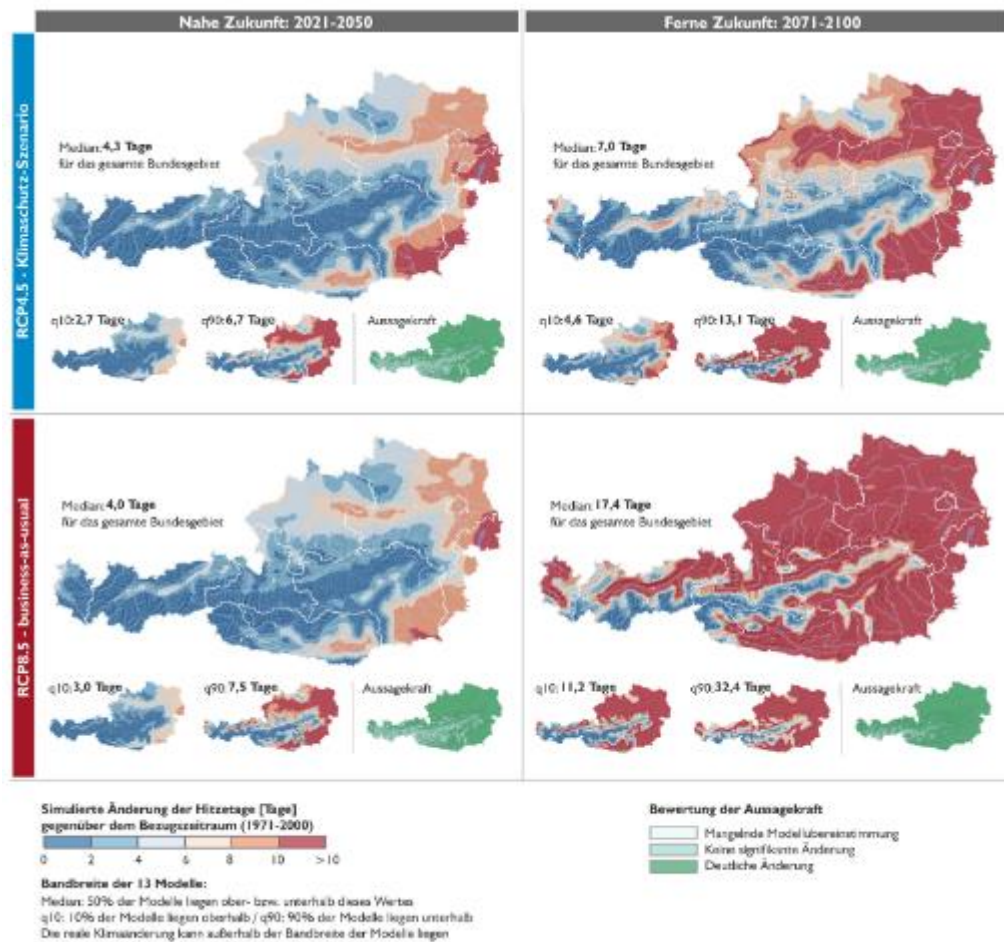 Nahe Zukunft: 2021-2050
Ferne Zukunft: 2071-2100
RCP4.5 - Klimaschutz-Szenario
Median: 4,3 Tage
für das gesamte Bundesgebiet
q10: 2,7 Tage
q90: 6,7 Tage
Aussagekraft
Median: 7,0 Tage
für das gesamte Bundesgebiet
q10: 4,6 Tage
q90: 13,1 Tage
Aussagekraft
RCP8.5 - business-as-usual
Median: 4,0 Tage
für das gesamte Bundesgebiet
q10: 3,0 Tage
q90: 7,5 Tage
Aussagekraft
Median: 17,4 Tage
für das gesamte Bundesgebiet
q10: 11,2 Tage
q90: 32,4 Tage
Aussagekraft
Simulierte Änderung der Hitzetage [Tage]
gegenüber dem Bezugszeitraum (1971-2000)
0 2 4 6 8 10 >10
Bandbreite der 13 Modelle:
Median: 50% der Modelle liegen ober- bzw. unterhalb dieses Wertes
q10: 10% der Modelle liegen oberhalb / q90: 90% der Modelle liegen unterhalb
Die reale Klimaänderung kann außerhalb der Bandbreite der Modelle liegen
Bewertung der Aussagekraft
Mangelnde Modellübereinstimmung
Keine signifikante Änderung
Deutliche Änderung